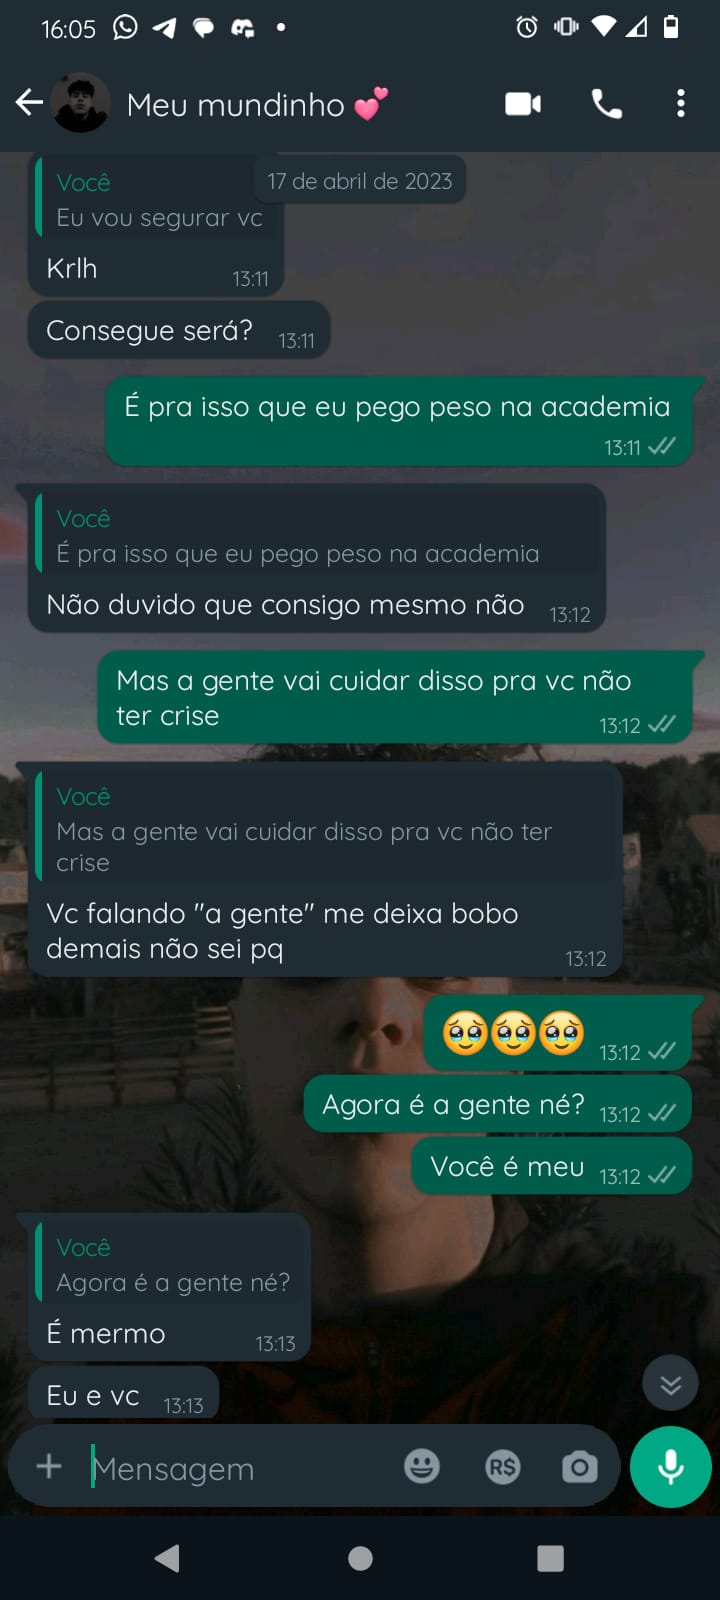 16:05
Meu mundinho 💕
17 de abril de 2023
Você
Eu vou segurar vc
Krlh
13:11
Consegue será?
13:11
É pra isso que eu pego peso na academia
13:11
Você
É pra isso que eu pego peso na academia
Não duvido que consigo mesmo não
13:12
Mas a gente vai cuidar disso pra vc não
ter crise
13:12
Você
Mas a gente vai cuidar disso pra vc não ter
crise
Vc falando "a gente" me deixa bobo
demais não sei pq
13:12
🥹🥹🥹
13:12
Agora é a gente né?
13:12
Você é meu
13:12
Você
Agora é a gente né?
É mermo
13:13
Eu e vc
13:13
Mensagem
R$